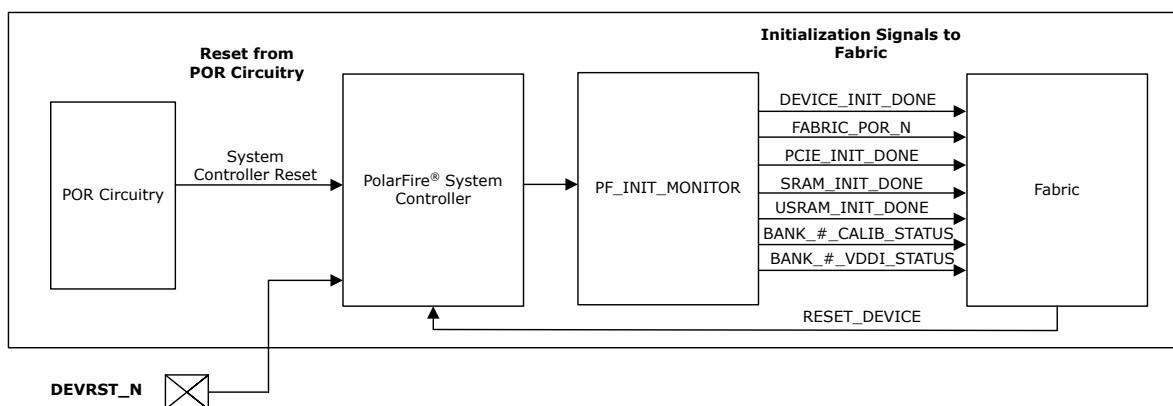 Reset from
POR Circuitry
Initialization Signals to
Fabric
POR Circuitry
System
Controller Reset
PolarFire® System
Controller
PF_INIT_MONITOR
DEVICE_INIT_DONE
FABRIC_POR_N
PCIE_INIT_DONE
SRAM_INIT_DONE
USRAM_INIT_DONE
BANK_#_CALIB_STATUS
BANK_#_VDDI_STATUS
Fabric
RESET_DEVICE
DEVRST_N